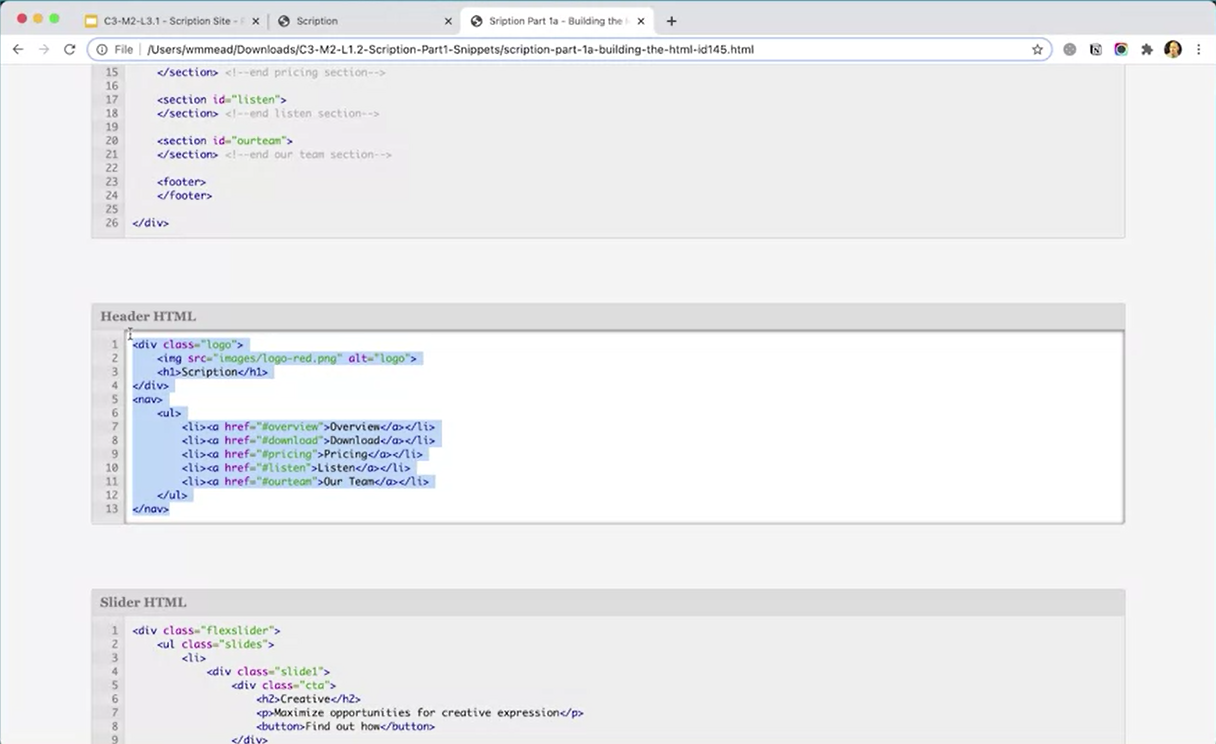 C3-M2-L3.1 - Scription Site -
Scription
Sription Part 1a - Building the
File
/Users/wmmead/Downloads/C3-M2-L1.2-Scription-Part1-Snippets/scription-part-1a-building-the-html-id145.html
15 </section> <!--end pricing section-->
16
17 <section id="listen">
18 </section> <!--end listen section-->
19
20 <section id="ourteam">
21 </section> <!--end our team section-->
22
23 <footer>
24 </footer>
25
26 </div>
Header HTML
1 <div class="logo">
2 <img src="images/logo-red.png" alt="logo">
3 <h1>Scription</h1>
4 </div>
5 <nav>
6 <ul>
7 <li><a href="#overview">Overview</a></li>
8 <li><a href="#download">Download</a></li>
9 <li><a href="#pricing">Pricing</a></li>
10 <li><a href="#listen">Listen</a></li>
11 <li><a href="#ourteam">Our Team</a></li>
12 </ul>
13 </nav>
Slider HTML
1 <div class="flexslider">
2 <ul class="slides">
3 <li>
4 <div class="slide1">
5 <div class="cta">
6 <h2>Creative</h2>
7 <p>Maximize opportunities for creative expression</p>
8 <button>Find out how</button>
9 </div>